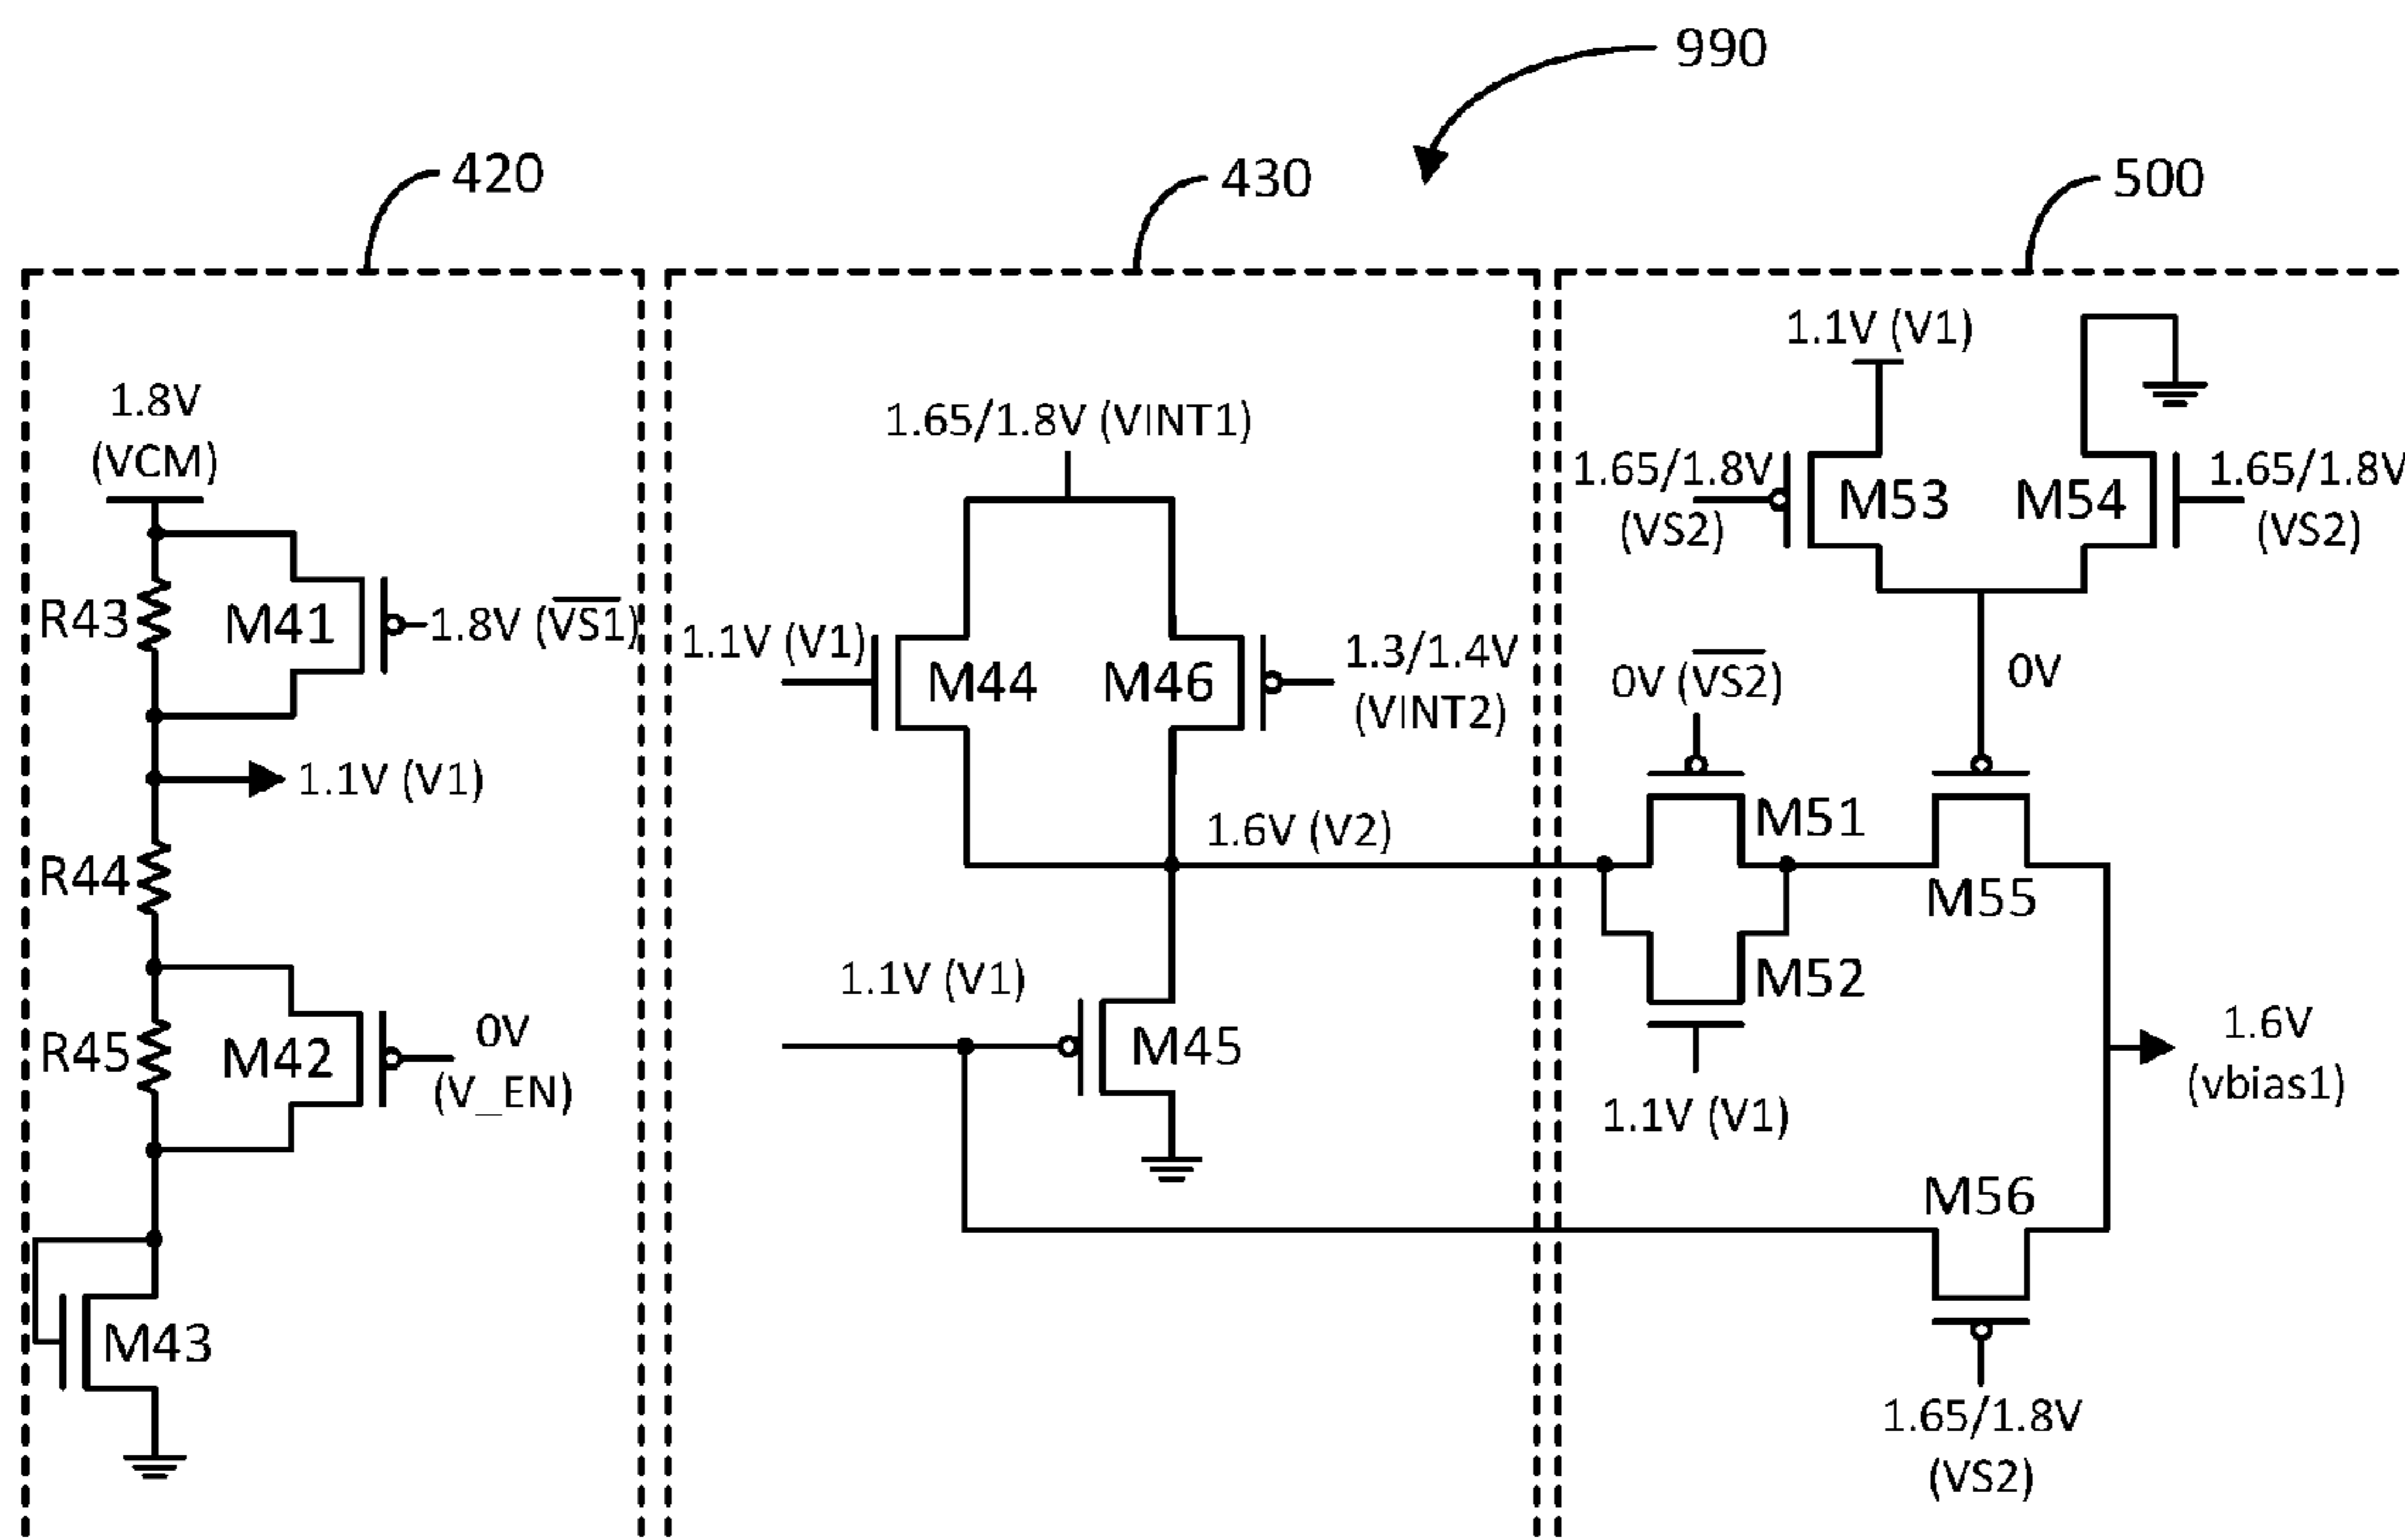 990
420
430
500
1.8V
(VCM)
R43
M41
1.8V (V̅S̅1̅)
1.1V (V1)
R44
R45
M42
0V
(V_EN)
M43
1.65/1.8V (VINT1)
1.1V (V1)
M44
M46
1.3/1.4V
(VINT2)
1.6V (V2)
1.1V (V1)
M45
1.1V (V1)
1.65/1.8V
(VS2)
M53
M54
1.65/1.8V
(VS2)
0V (V̅S̅2̅)
0V
M51
M55
M52
1.1V (V1)
1.6V
(vbias1)
M56
1.65/1.8V
(VS2)